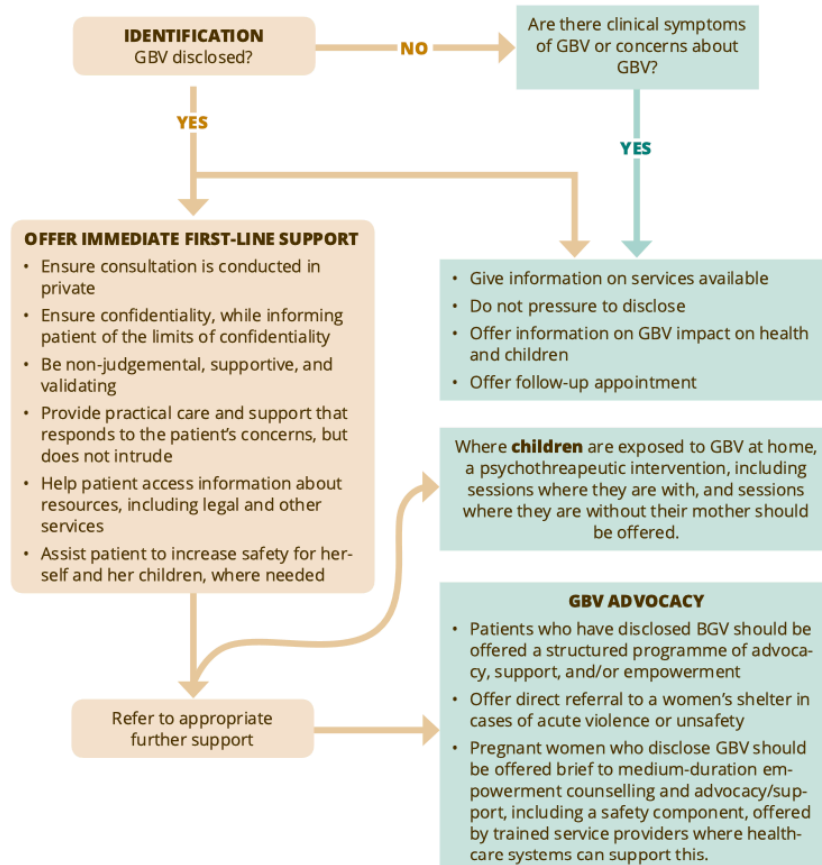 IDENTIFICATION
GBV disclosed?
NO
Are there clinical symptoms
of GBV or concerns about
GBV?
YES
YES
OFFER IMMEDIATE FIRST-LINE SUPPORT
• Ensure consultation is conducted in
private
• Ensure confidentiality, while informing
patient of the limits of confidentiality
• Be non-judgemental, supportive, and
validating
• Provide practical care and support that
responds to the patient’s concerns, but
does not intrude
• Help patient access information about
resources, including legal and other
services
• Assist patient to increase safety for her-
self and her children, where needed
• Give information on services available
• Do not pressure to disclose
• Offer information on GBV impact on health
and children
• Offer follow-up appointment
Where children are exposed to GBV at home,
a psychothreapeutic intervention, including
sessions where they are with, and sessions
where they are without their mother should
be offered.
Refer to appropriate
further support
GBV ADVOCACY
• Patients who have disclosed BGV should be
offered a structured programme of advoca-
cy, support, and/or empowerment
• Offer direct referral to a women’s shelter in
cases of acute violence or unsafety
• Pregnant women who disclose GBV should
be offered brief to medium-duration em-
powerment counselling and advocacy/sup-
port, including a safety component, offered
by trained service providers where health-
care systems can support this.